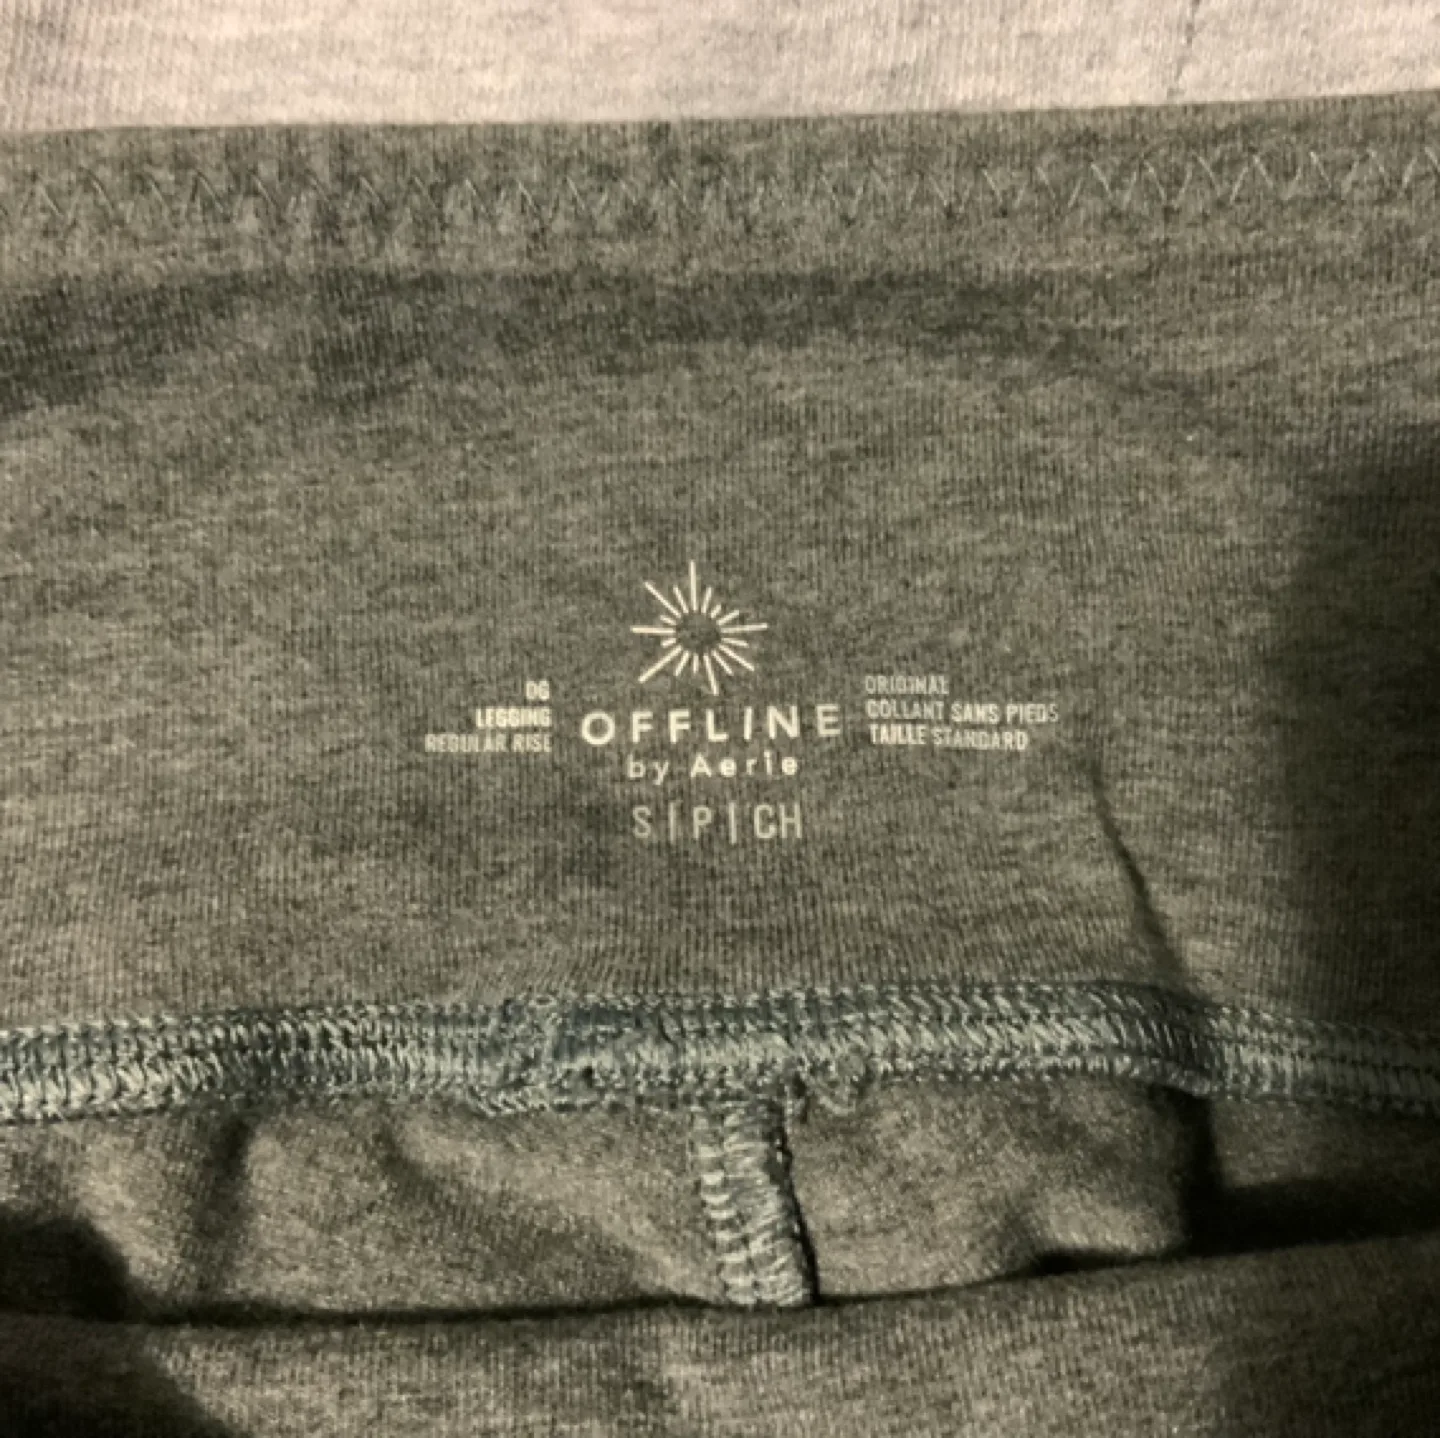 OG
LEGGING
REGULAR RISE
OFFLINE
by Aerie
S | P | CH
ORIGINAL
COLLANT SANS PIEDS
TAILLE STANDARD